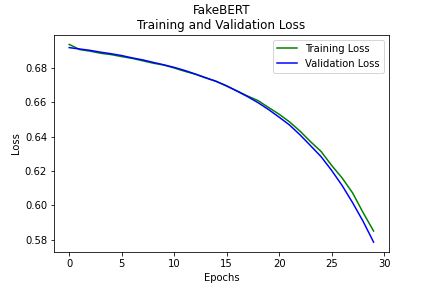 FakeBERT
Training and Validation Loss
Training Loss
Validation Loss
Loss
0.68
0.66
0.64
0.62
0.60
0.58
0 5 10 15 20 25 30
Epochs